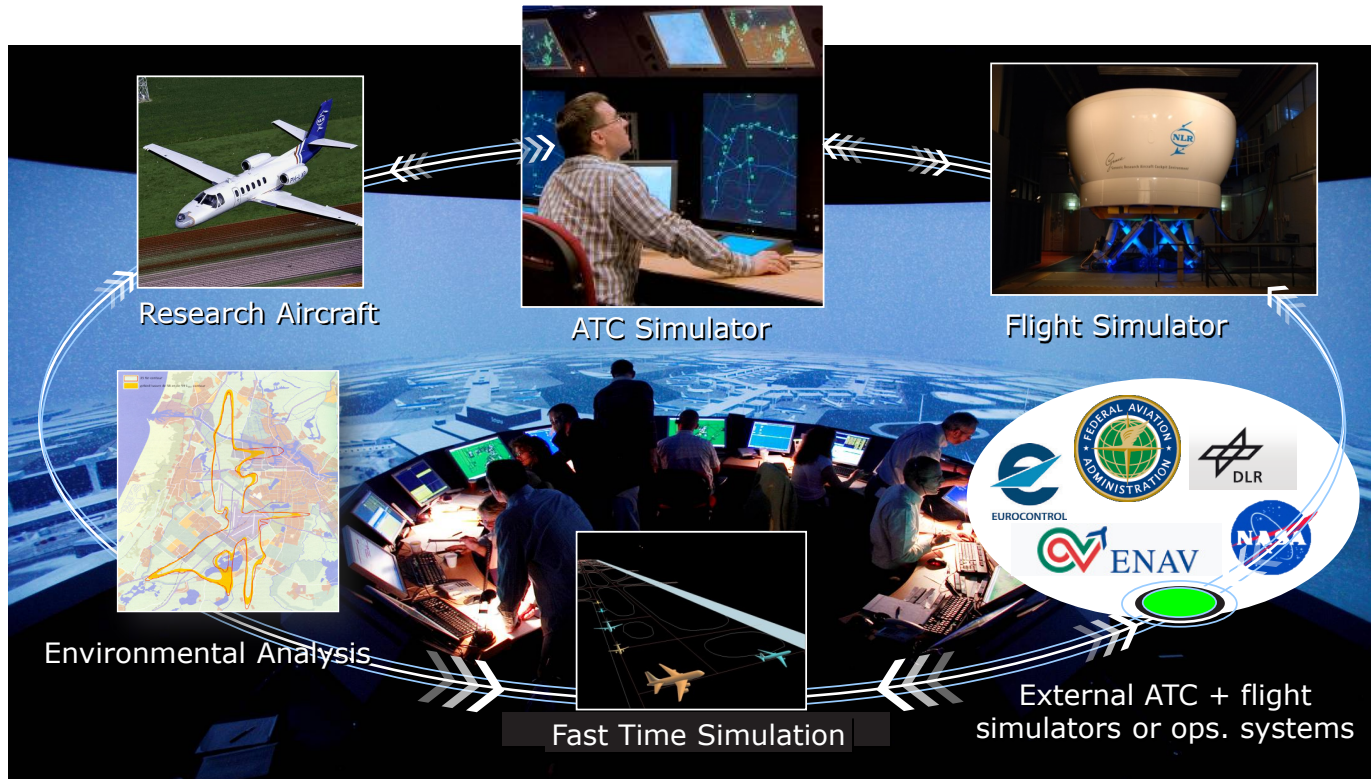 NLR
Research Aircraft
ATC Simulator
Flight Simulator
FEDERAL AVIATION
ADMINISTRATION
DLR
EUROCONTROL
ENAV
NASA
Environmental Analysis
Fast Time Simulation
External ATC + flight
simulators or ops. systems